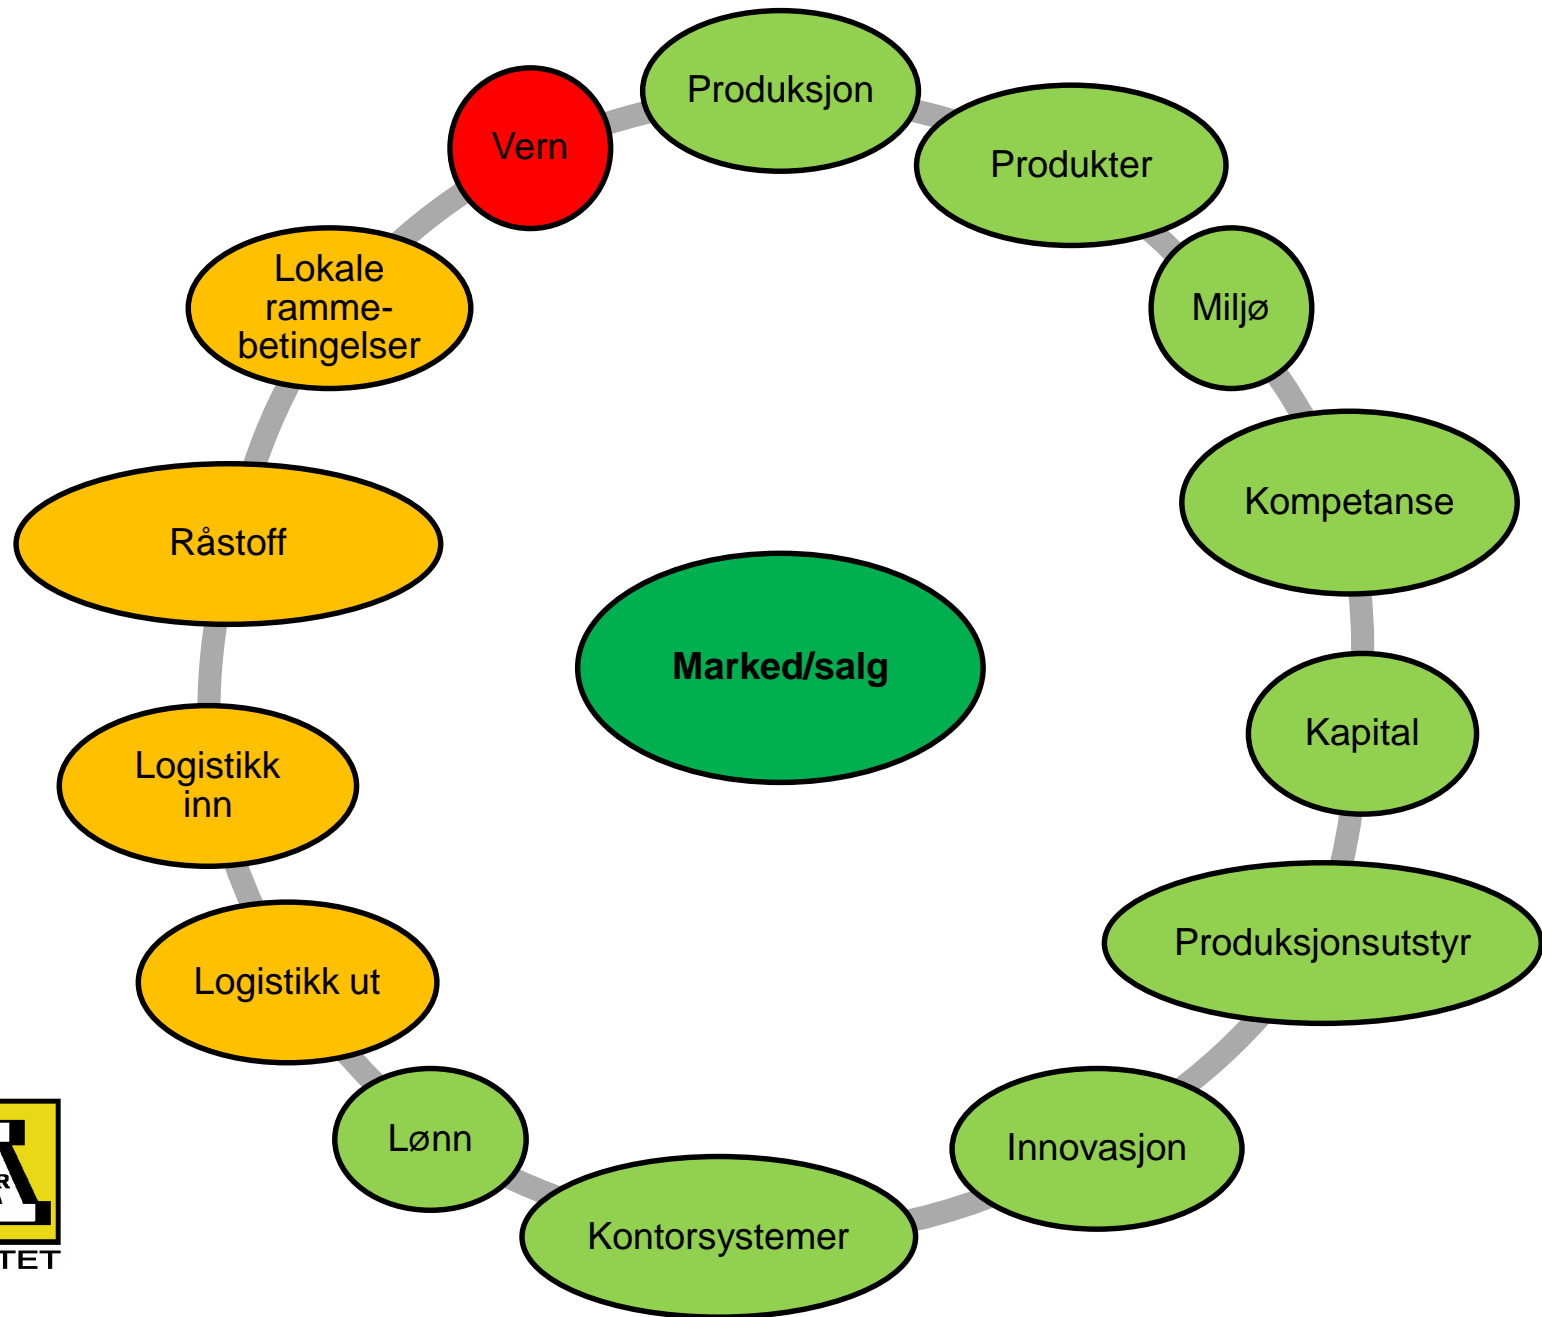 Produksjon
Produkter
Vern
Miljø
Lokale
ramme-
betingelser
Kompetanse
Råstoff
Marked/salg
Kapital
Logistikk
inn
Produksjonsutstyr
Logistikk ut
Lønn
Innovasjon
Kontorsystemer